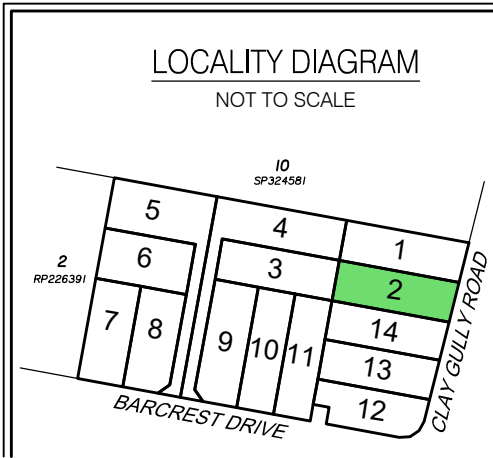 LOCALITY DIAGRAM
NOT TO SCALE
10
SP324581
5
4
1
2
RP226391
6
3
2
7
8
9
10
11
14
13
12
BARCREST DRIVE
CLAY GULLY ROAD